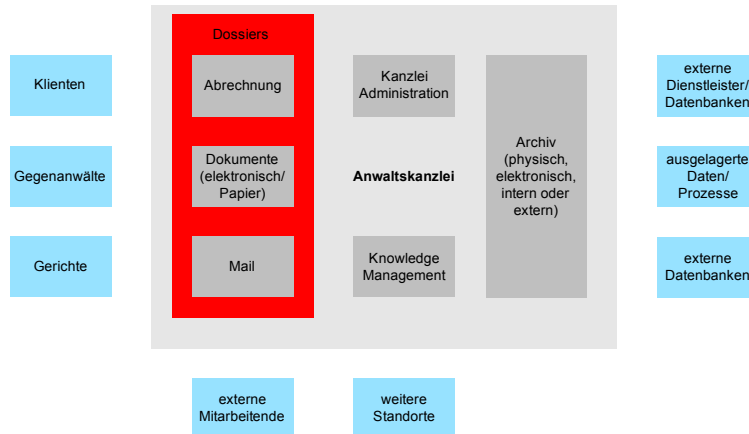 Dossiers
Klienten
Abrechnung
Kanzlei
Administration
externe
Dienstleister/
Datenbanken
Gegenanwälte
Dokumente
(elektronisch/
Papier)
Anwaltskanzlei
Archiv
(physisch,
elektronisch,
intern oder
extern)
ausgelagerte
Daten/
Prozesse
Gerichte
Mail
Knowledge
Management
externe
Datenbanken
externe
Mitarbeitende
weitere
Standorte